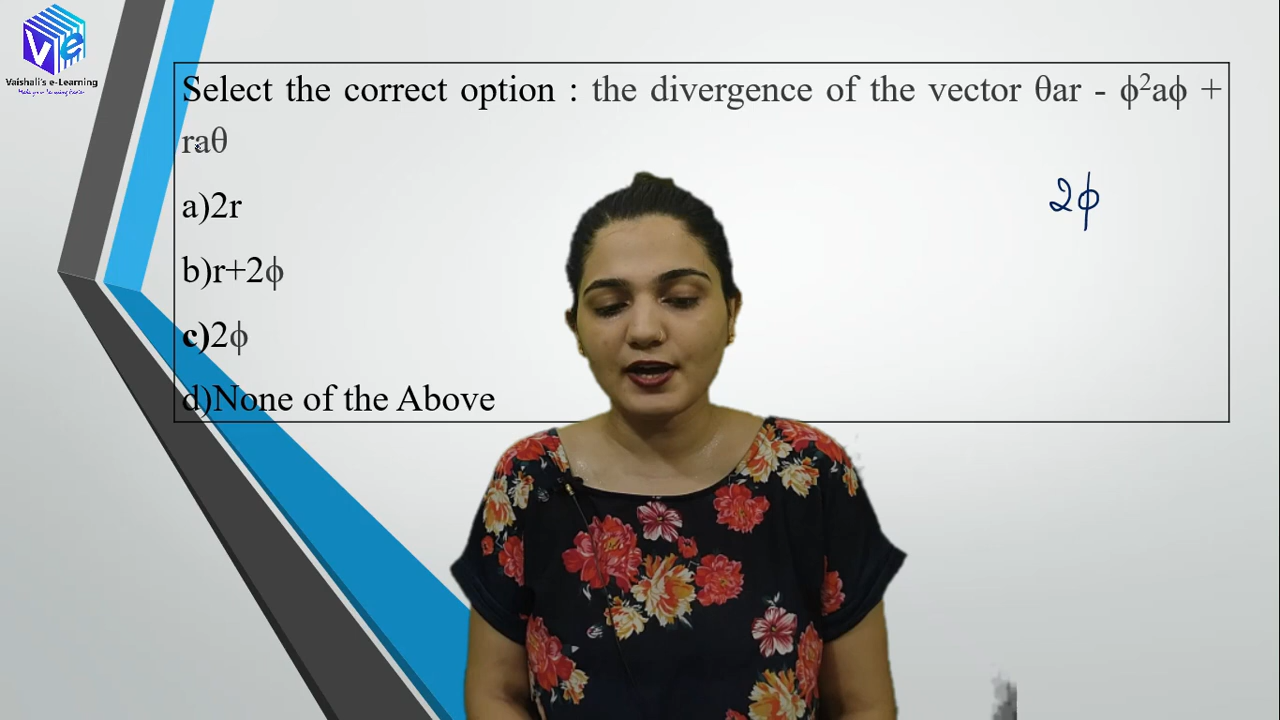 Vaishali's e-Learning
Select the correct option : the divergence of the vector θar - ϕ²aϕ +
raθ
2ϕ
a)2r
b)r+2ϕ
c)2ϕ
d)None of the Above